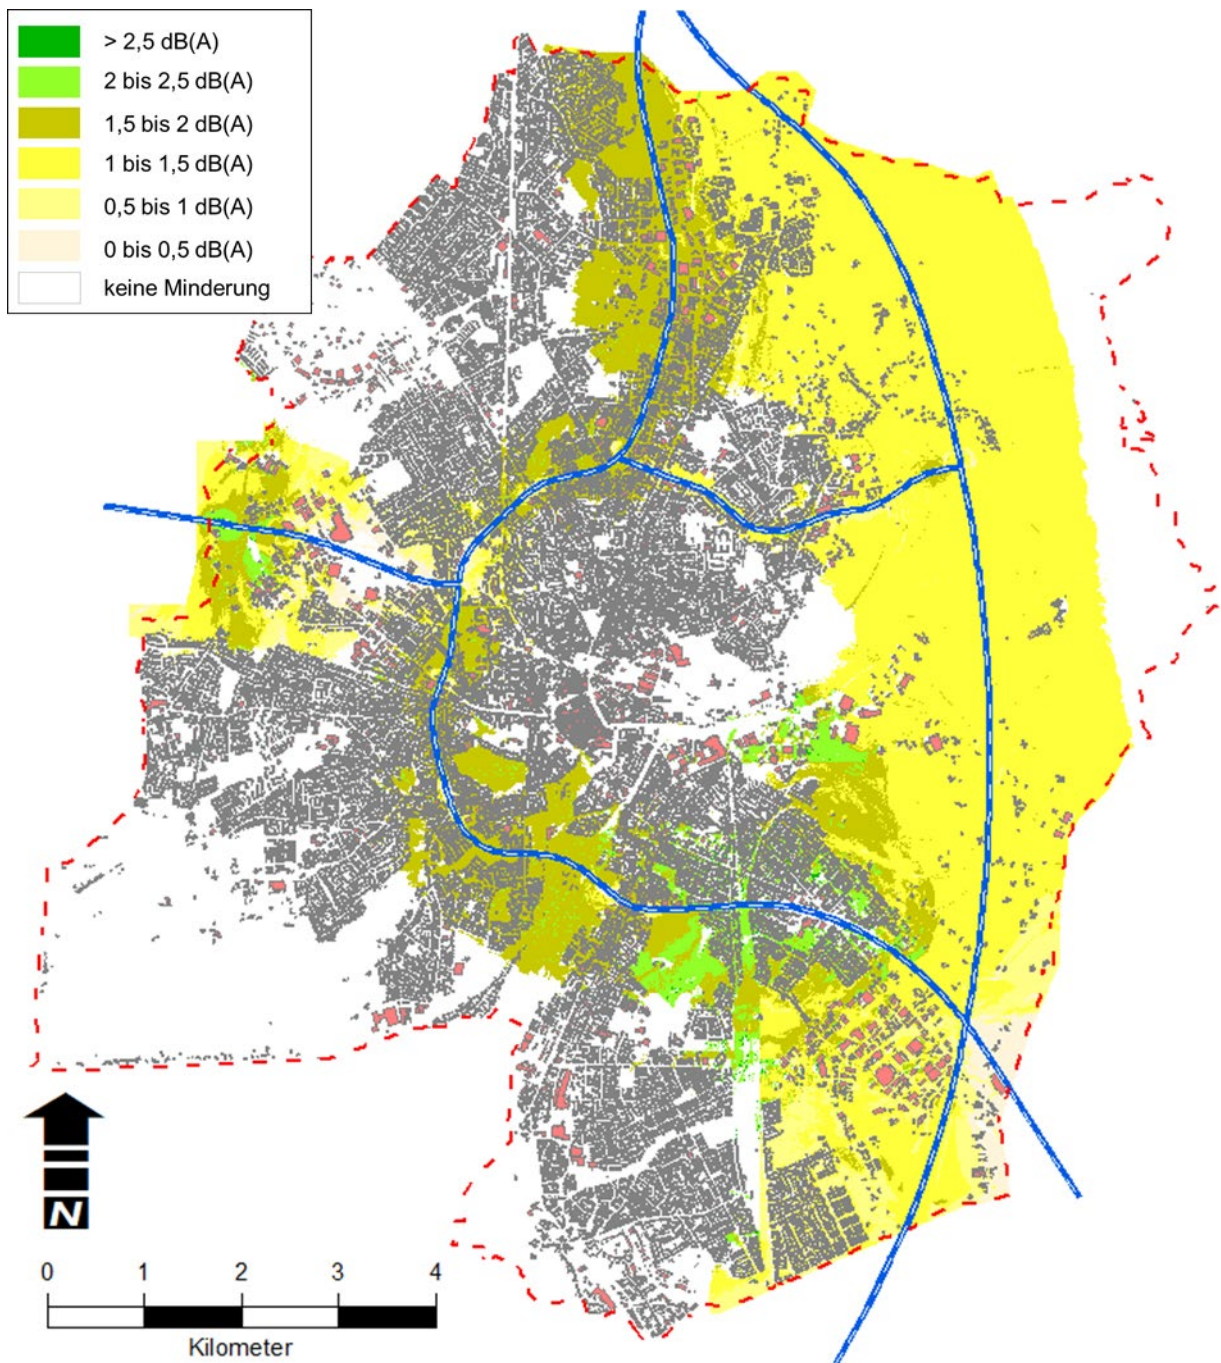 > 2,5 dB(A)
2 bis 2,5 dB(A)
1,5 bis 2 dB(A)
1 bis 1,5 dB(A)
0,5 bis 1 dB(A)
0 bis 0,5 dB(A)
keine Minderung
N
0 1 2 3 4
Kilometer